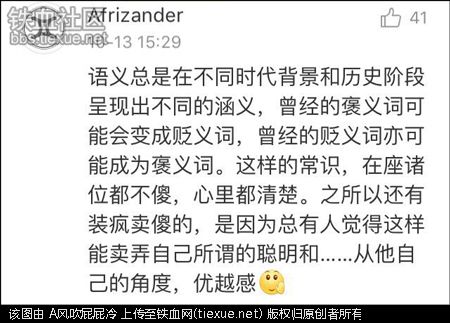 铁血社区
bbs.tiexue.net
Afrizander
41
10-13 15:29
语义总是在不同时代背景和历史阶段
呈现出不同的涵义，曾经的褒义词可
能会变成贬义词，曾经的贬义词亦可
能成为褒义词。这样的常识，在座诸
位都不傻，心里都清楚。之所以还有
装疯卖傻的，是因为总有人觉得这样
能卖弄自己所谓的聪明和……从他自
己的角度，优越感
该图由 A风吹屁屁冷 上传至铁血网(tiexue.net) 版权归原创者所有